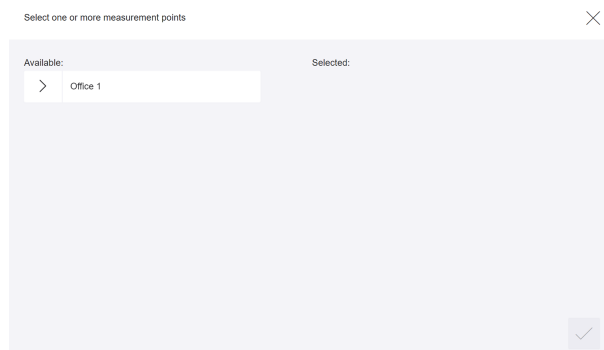 Select one or more measurement points
Available:
Selected:
Office 1